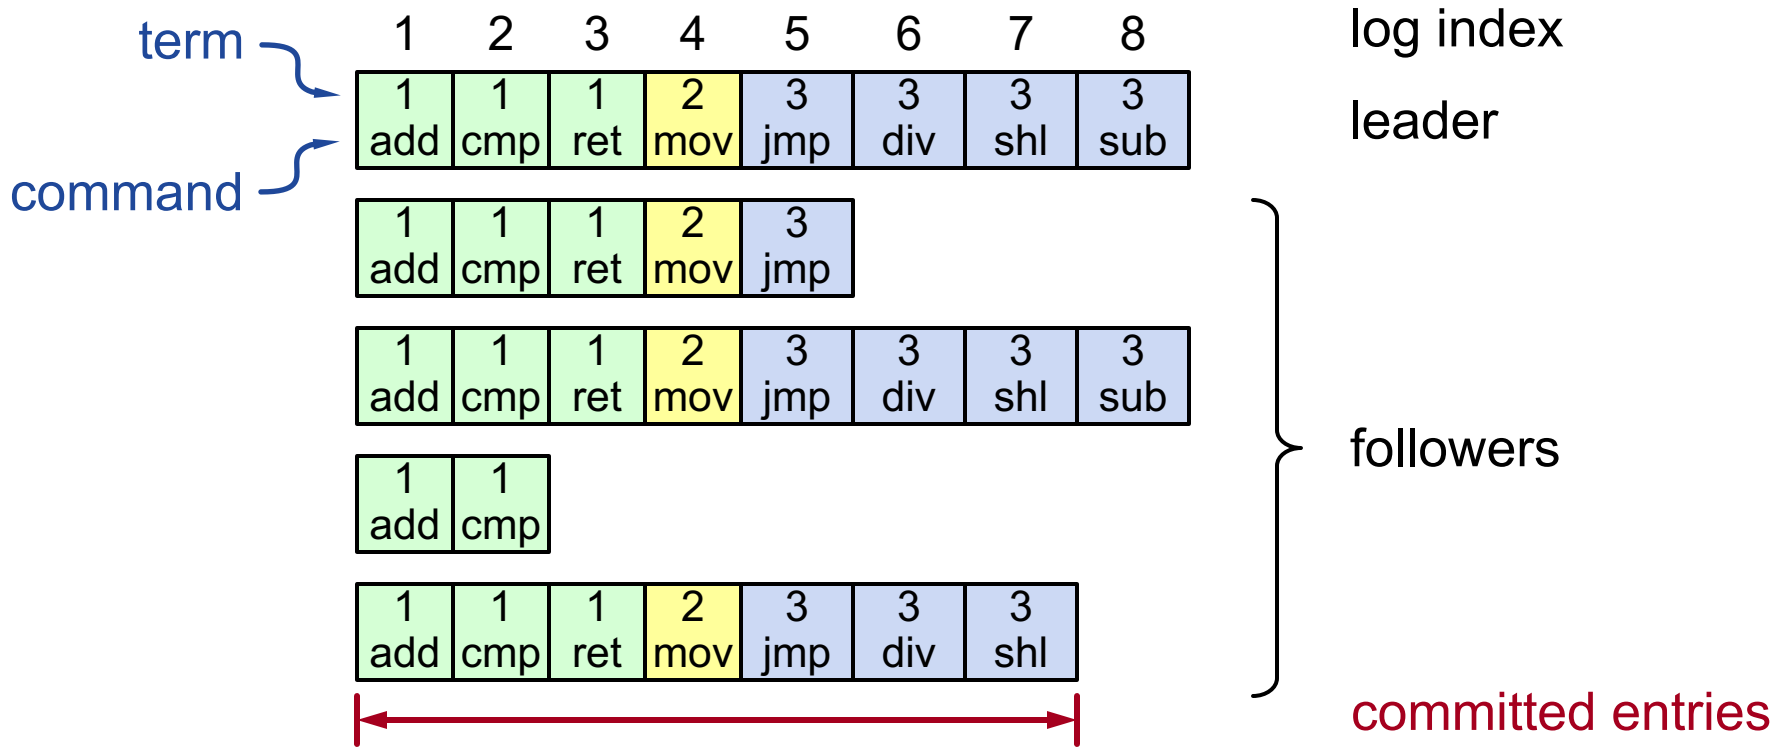 term
command
1 2 3 4 5 6 7 8 log index
1 1 1 2 3 3 3 3
add cmp ret mov jmp div shl sub
leader
1 1 1 2 3
add cmp ret mov jmp
1 1 1 2 3 3 3 3
add cmp ret mov jmp div shl sub
followers
1 1
add cmp
1 1 1 2 3 3 3
add cmp ret mov jmp div shl
committed entries